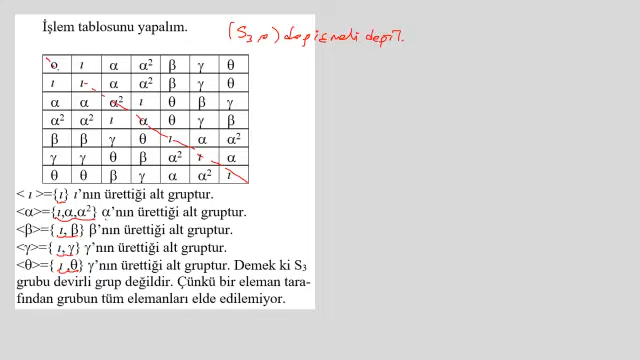 İşlem tablosunu yapalım.
(S₃,o) değişmeli değil.
o ı α α² β γ θ
ı ı α α² β γ θ
α α α² ı θ β γ
α² α² ı α θ γ β
β β γ θ ı α α²
γ γ θ β α² ı α
θ θ β γ α α² ı
< ı >={ı} ı’nın ürettiği alt gruptur.
<α>={ı,α,α²} α’nın ürettiği alt gruptur.
<β>={ ı, β} β’nın ürettiği alt gruptur.
<γ>={ ı, γ} γ’nın ürettiği alt gruptur.
<θ>={ ı ,θ} γ’nın ürettiği alt gruptur. Demek ki S₃
grubu devirli grup değildir. Çünkü bir eleman tara-
fından grubun tüm elemanları elde edilemiyor.